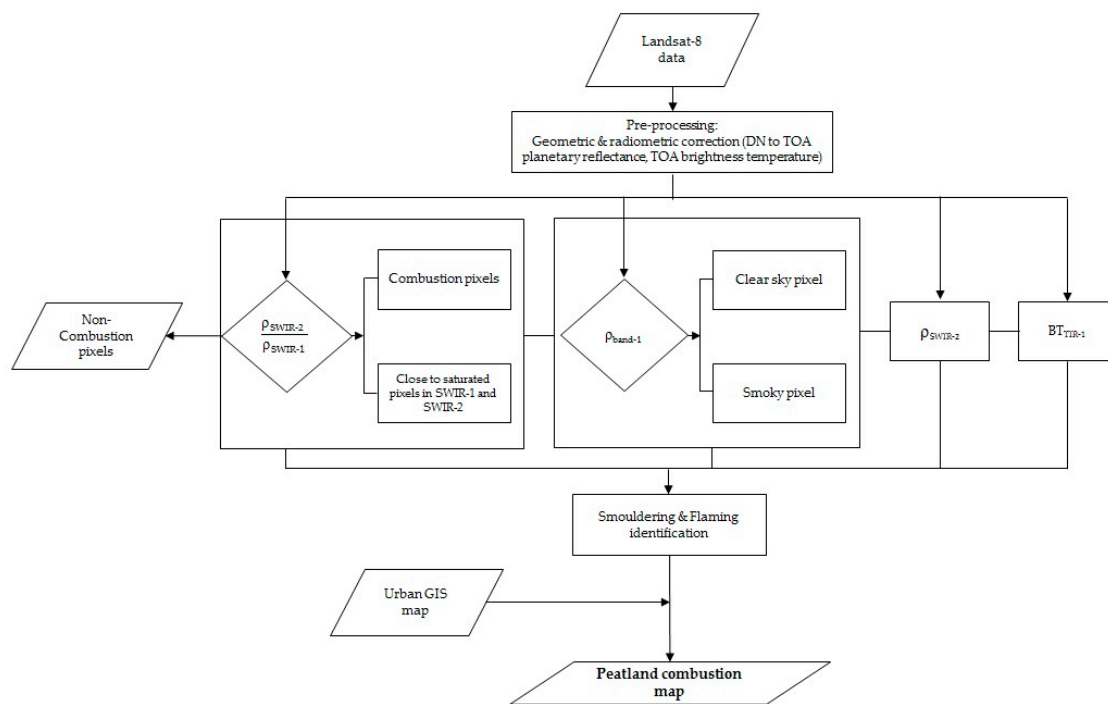 Landsat-8
data
Pre-processing:
Geometric & radiometric correction (DN to TOA
planetary reflectance, TOA brightness temperature)
Non-
Combustion
pixels
ρSWIR-2
ρSWIR-1
Combustion pixels
Close to saturated
pixels in SWIR-1 and
SWIR-2
ρband-1
Clear sky pixel
Smoky pixel
ρSWIR-2
BTTIR-1
Smouldering & Flaming
identification
Urban GIS
map
Peatland combustion
map